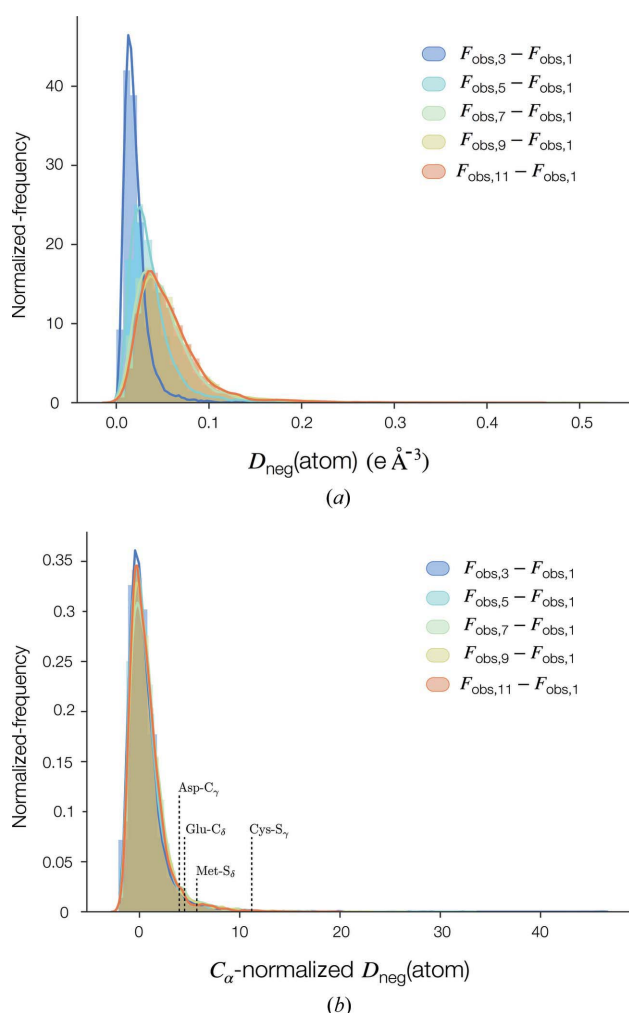 F_obs,3 − F_obs,1
F_obs,5 − F_obs,1
F_obs,7 − F_obs,1
F_obs,9 − F_obs,1
F_obs,11 − F_obs,1
Normalized-frequency
40
30
20
10
0
0.0 0.1 0.2 0.3 0.4 0.5
D_neg(atom) (e Å⁻³)
(a)
F_obs,3 − F_obs,1
F_obs,5 − F_obs,1
F_obs,7 − F_obs,1
F_obs,9 − F_obs,1
F_obs,11 − F_obs,1
Normalized-frequency
0.35
0.3
0.25
0.2
0.15
0.1
0.05
0
Asp-C_γ
Glu-C_δ Cys-S_γ
Met-S_δ
0 10 20 30 40
C_α-normalized D_neg(atom)
(b)